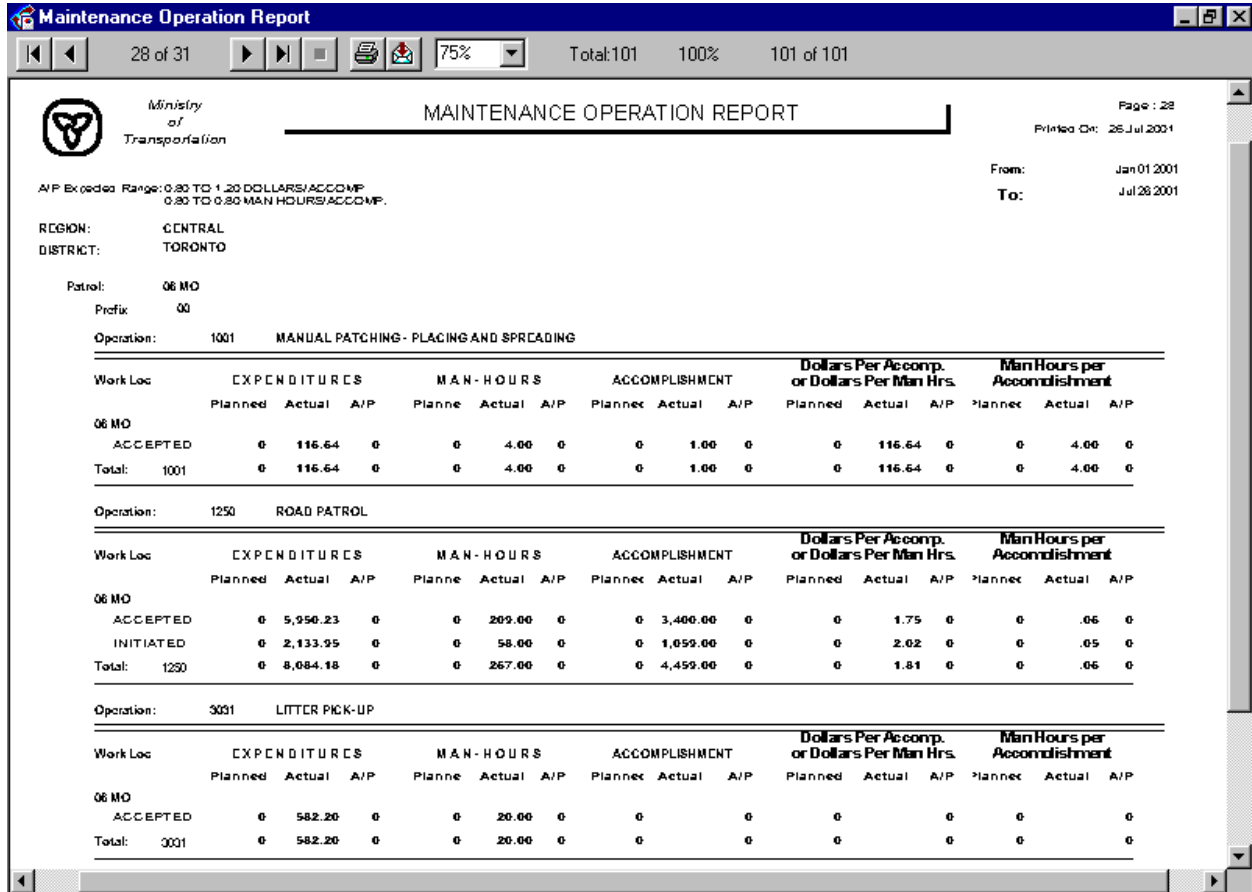 Maintenance Operation Report
28 of 31 75% Total:101 100% 101 of 101
Ministry of Transportation
MAINTENANCE OPERATION REPORT
Page : 28
Printed On: 26 Jul 2001
From: Jan 01 2001
To: Jul 26 2001
A/P Expected Range: 0.80 TO 1.20 DOLLARS/ACCOMP
0.80 TO 0.80 MAN HOURS/ACCOMP.
REGION: CENTRAL
DISTRICT: TORONTO
Patrol: 06 MO
Prefix 00
Operation: 1001 MANUAL PATCHING - PLACING AND SPREADING
Work Loc EXPENDITURES MAN-HOURS ACCOMPLISHMENT Dollars Per Accomp. or Dollars Per Man Hrs. Man Hours per Accomplishment
Planned Actual A/P Planne Actual A/P Plannec Actual A/P Planned Actual A/P Plannec Actual A/P
06 MO
ACCEPTED 0 116.64 0 0 4.00 0 0 1.00 0 0 116.64 0 0 4.00 0
Total: 1001 0 116.64 0 0 4.00 0 0 1.00 0 0 116.64 0 0 4.00 0
Operation: 1250 ROAD PATROL
Work Loc EXPENDITURES MAN-HOURS ACCOMPLISHMENT Dollars Per Accomp. or Dollars Per Man Hrs. Man Hours per Accomplishment
Planned Actual A/P Planne Actual A/P Plannec Actual A/P Planned Actual A/P Plannec Actual A/P
06 MO
ACCEPTED 0 5,950.23 0 0 209.00 0 0 3,400.00 0 0 1.75 0 0 .06 0
INITIATED 0 2,133.95 0 0 58.00 0 0 1,059.00 0 0 2.02 0 0 .05 0
Total: 1250 0 8,084.18 0 0 267.00 0 0 4,459.00 0 0 1.81 0 0 .06 0
Operation: 3031 LITTER PICK-UP
Work Loc EXPENDITURES MAN-HOURS ACCOMPLISHMENT Dollars Per Accomp. or Dollars Per Man Hrs. Man Hours per Accomplishment
Planned Actual A/P Planne Actual A/P Plannec Actual A/P Planned Actual A/P Plannec Actual A/P
06 MO
ACCEPTED 0 582.20 0 0 20.00 0 0 0 0 0 0 0
Total: 3031 0 582.20 0 0 20.00 0 0 0 0 0 0 0